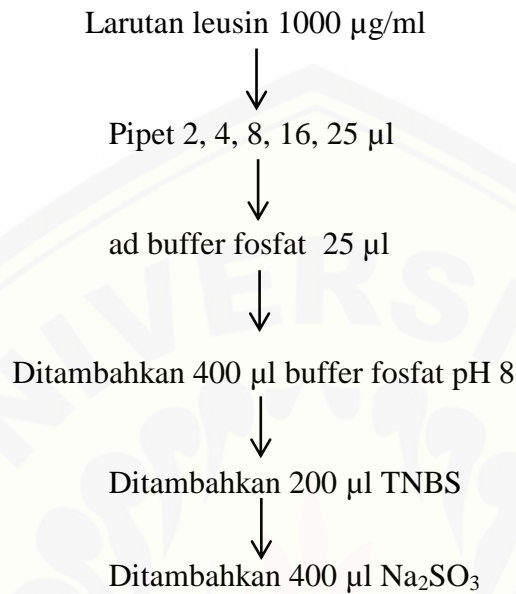 Larutan leusin 1000 µg/ml
Pipet 2, 4, 8, 16, 25 µl
ad buffer fosfat  25 µl
Ditambahkan 400 µl buffer fosfat pH 8
Ditambahkan 200 µl TNBS
Ditambahkan 400 µl Na₂SO₃